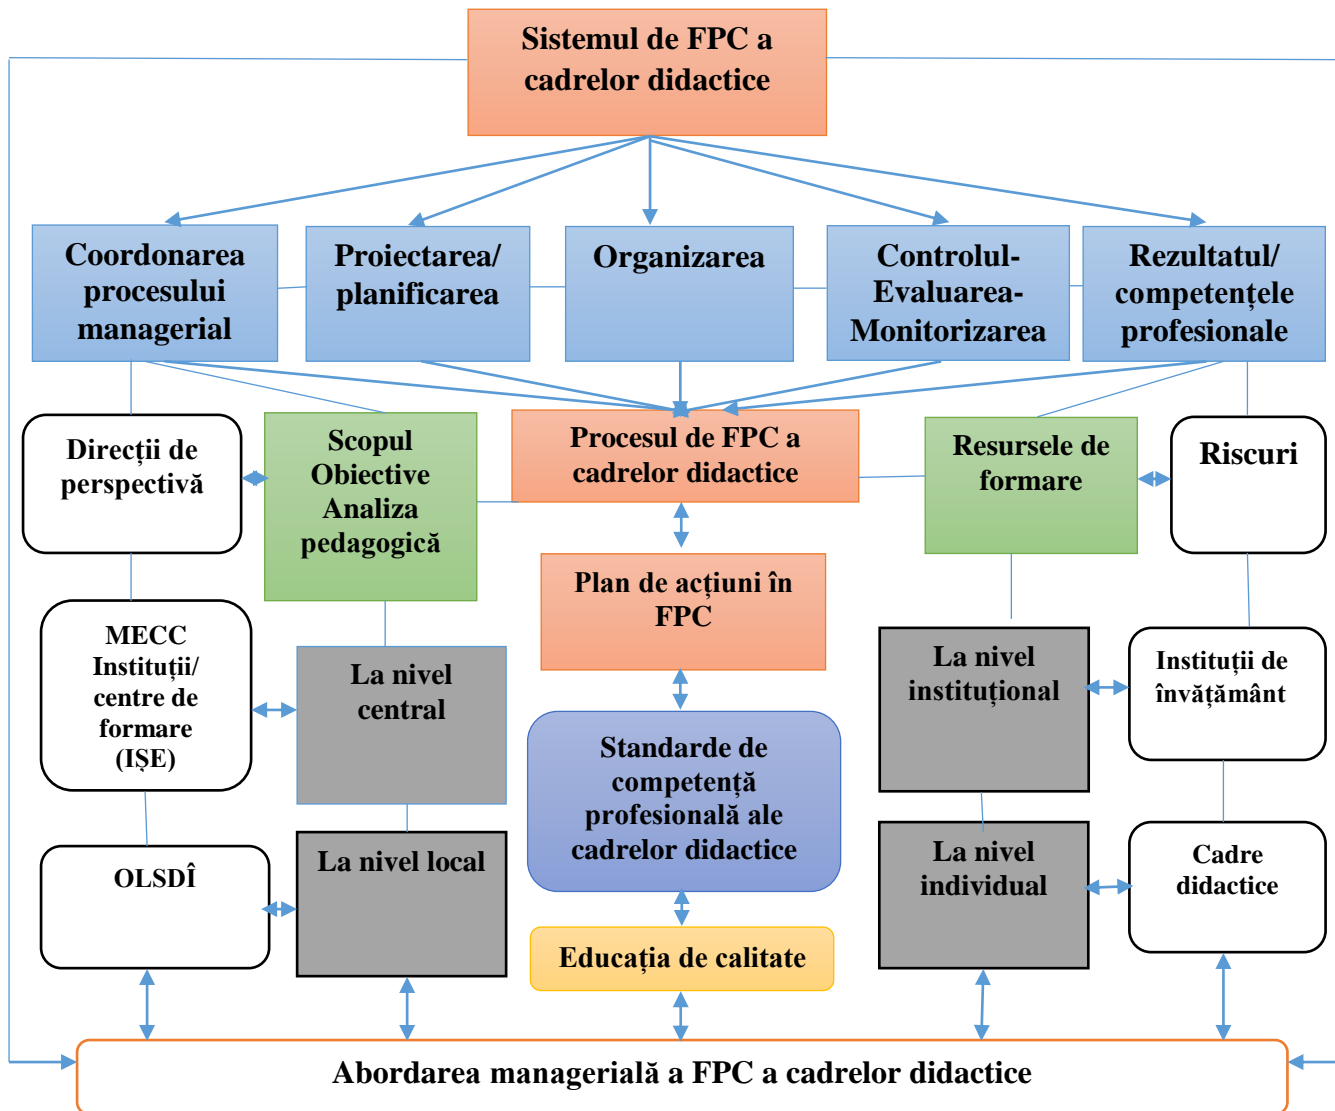 Sistemul de FPC a
cadrelor didactice
Coordonarea
procesului
managerial
Proiectarea/
planificarea
Organizarea
Controlul-
Evaluarea-
Monitorizarea
Rezultatul/
competențele
profesionale
Direcții de
perspectivă
Scopul
Obiective
Analiza
pedagogică
Procesul de FPC a
cadrelor didactice
Resursele de
formare
Riscuri
Plan de acțiuni în
FPC
MECC
Instituții/
centre de
formare
(IȘE)
La nivel
central
La nivel
instituțional
Instituții de
învățământ
Standarde de
competență
profesională ale
cadrelor didactice
OLSDÎ
La nivel local
La nivel
individual
Cadre
didactice
Educația de calitate
Abordarea managerială a FPC a cadrelor didactice